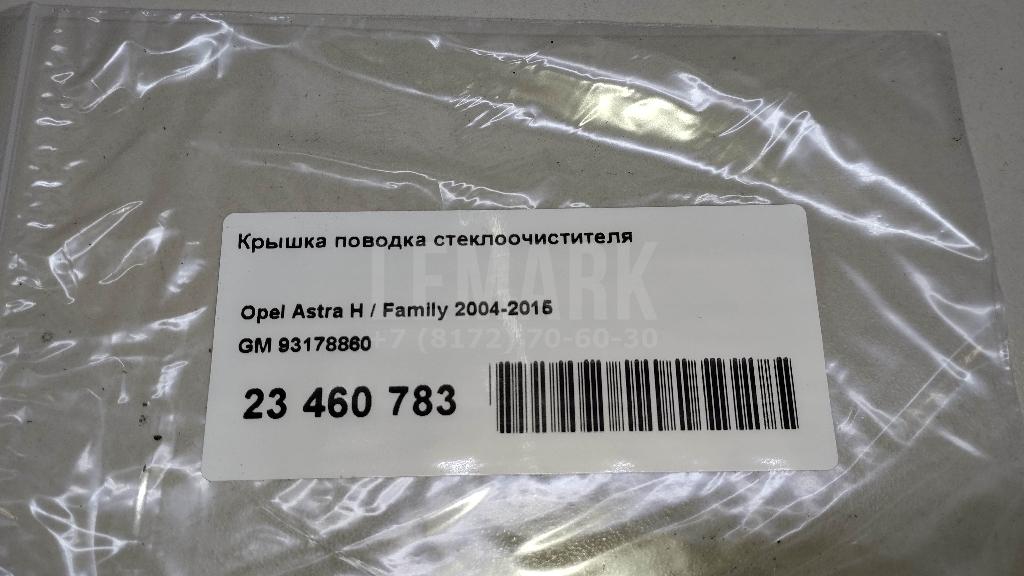 Крышка поводка стеклоочистителя
LEMARK
Opel Astra H / Family 2004-2015
+7 (8172) 70-60-30
GM 93178860
23 460 783